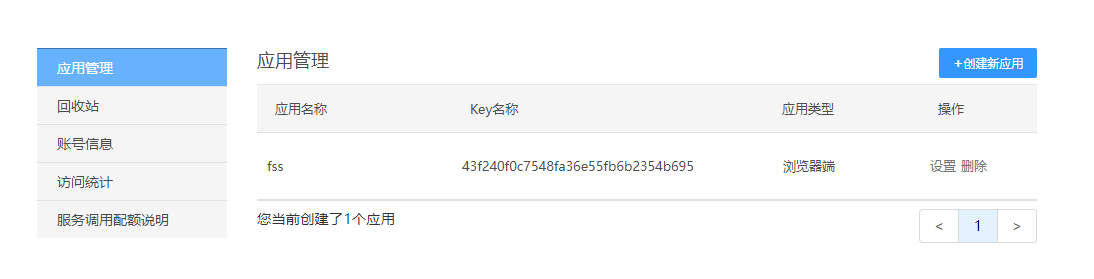 应用管理
回收站
账号信息
访问统计
服务调用配额说明
应用管理
+创建新应用
应用名称 Key名称 应用类型 操作
fss 43f240f0c7548fa36e55fb6b2354b695 浏览器端 设置 删除
您当前创建了1个应用
< 1 >